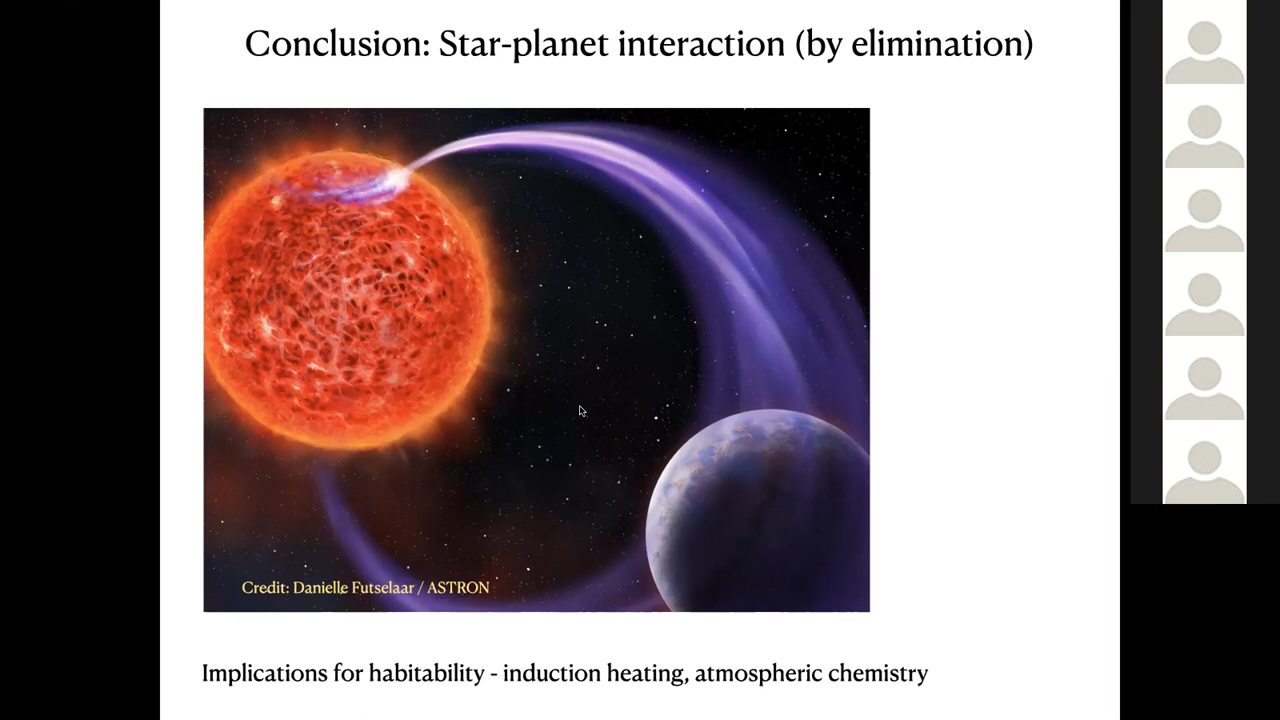 Conclusion: Star-planet interaction (by elimination)
Credit: Danielle Futselaar / ASTRON
Implications for habitability - induction heating, atmospheric chemistry